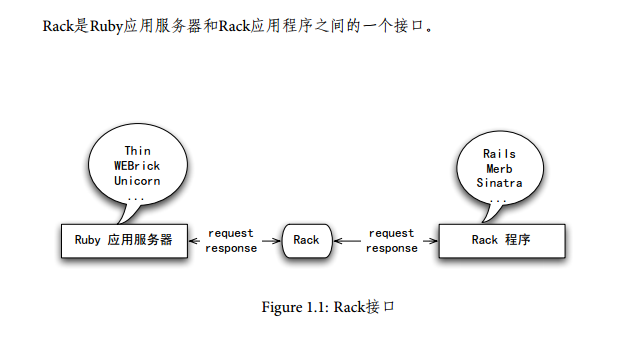 Rack是Ruby应用服务器和Rack应用程序之间的一个接口。
Thin
WEBrick
Unicorn
...
Rails
Merb
Sinatra
...
Ruby 应用服务器
request
response
Rack
request
response
Rack 程序
Figure 1.1: Rack接口